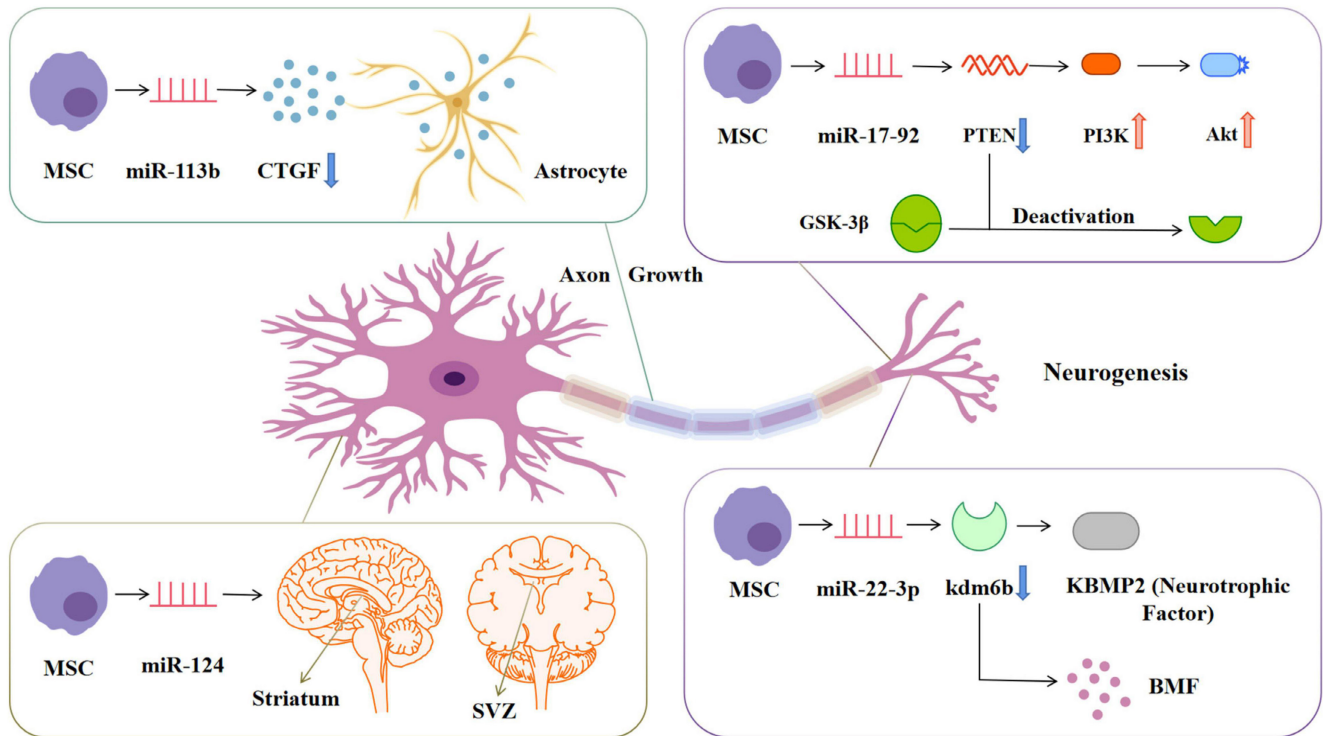 MSC
miR-113b
CTGF
Astrocyte
MSC
miR-17-92
PTEN
PI3K
Akt
GSK-3β
Deactivation
Axon Growth
Neurogenesis
MSC
miR-124
Striatum
SVZ
MSC
miR-22-3p
kdm6b
KBMP2 (Neurotrophic
Factor)
BMF